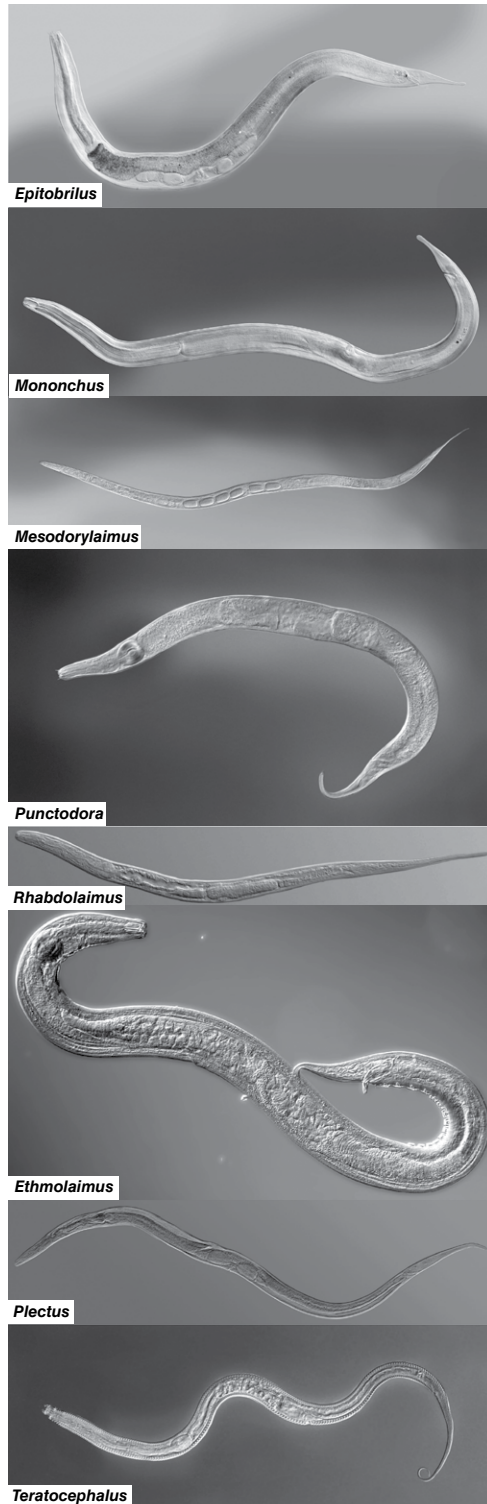 Epitobrilus
Mononchus
Mesodorylaimus
Punctodora
Rhabdolaimus
Ethmolaimus
Plectus
Teratocephalus